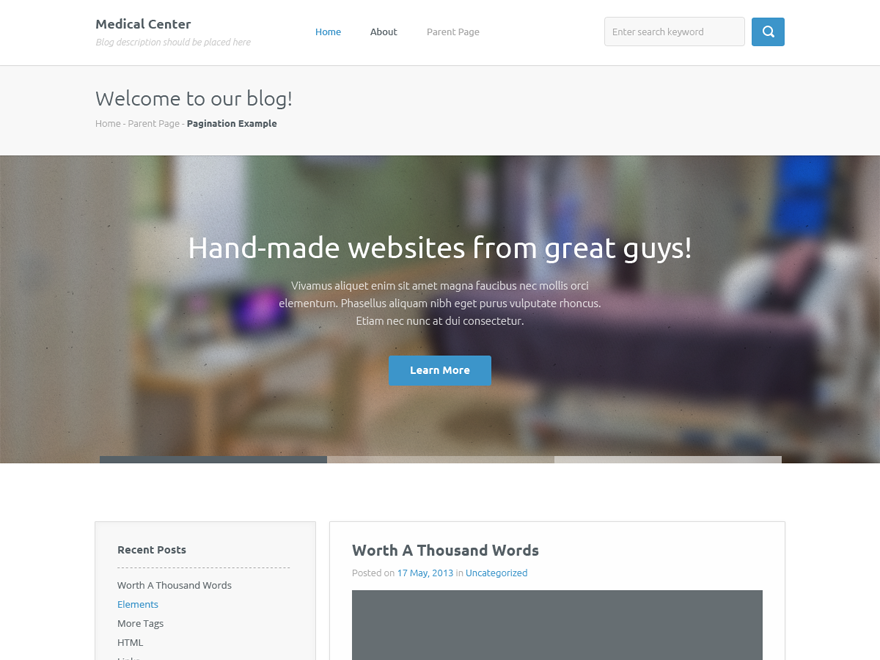 Medical Center
Blog description should be placed here
Home
About
Parent Page
Enter search keyword
Welcome to our blog!
Home - Parent Page - Pagination Example
Hand-made websites from great guys!
Vivamus aliquet enim sit amet magna faucibus nec mollis orci
elementum. Phasellus aliquam nibh eget purus vulputate rhoncus.
Etiam nec nunc at dui consectetur.
Learn More
Recent Posts
Worth A Thousand Words
Elements
More Tags
HTML
Worth A Thousand Words
Posted on 17 May, 2013 in Uncategorized